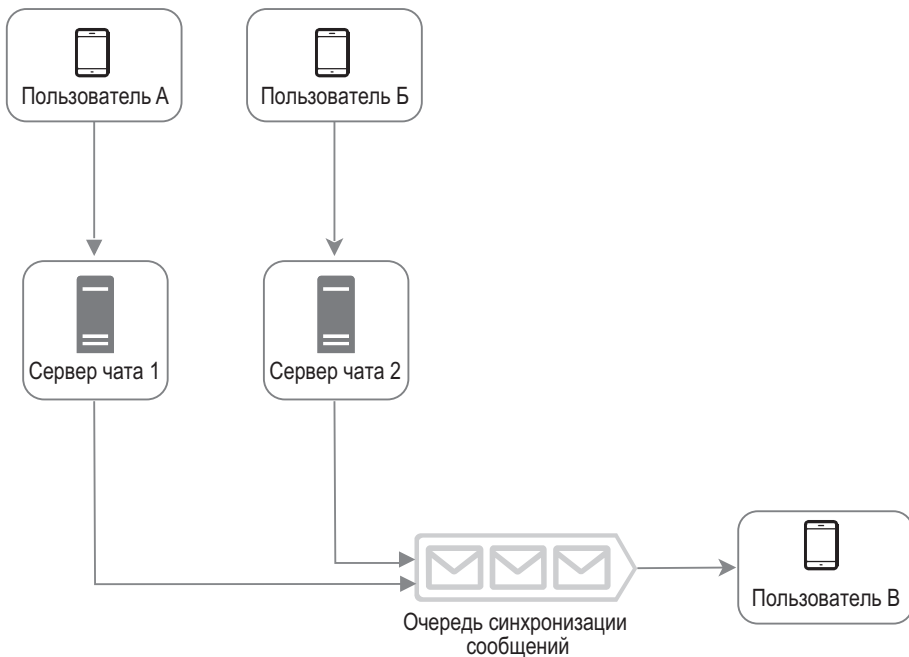 Пользователь А
Пользователь Б
Сервер чата 1
Сервер чата 2
Пользователь В
Очередь синхронизации
сообщений